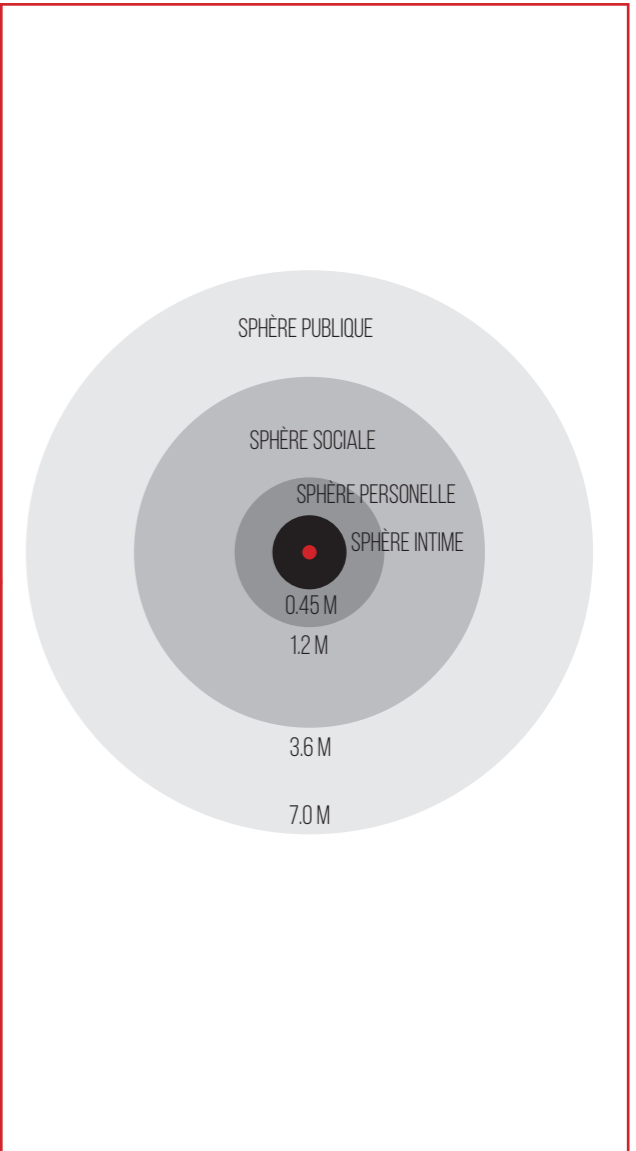 SPHÈRE PUBLIQUE
SPHÈRE SOCIALE
SPHÈRE PERSONELLE
SPHÈRE INTIME
0.45 M
1.2 M
3.6 M
7.0 M